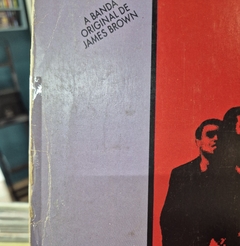 A BANDA
ORIGINAL DE
JAMES BROWN